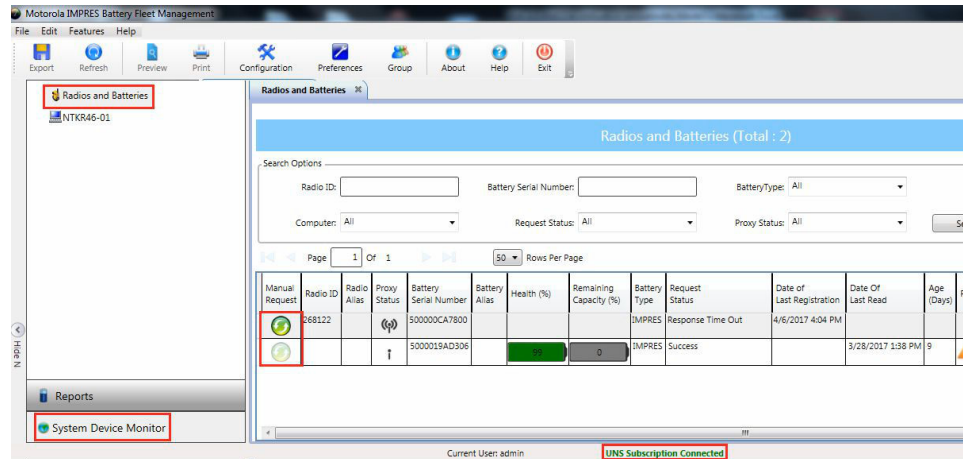 Motorola IMPRES Battery Fleet Management
File Edit Features Help
Export Refresh Preview Print Configuration Preferences Group About Help Exit
Radios and Batteries
NTKR46-01
Radios and Batteries
Radios and Batteries (Total : 2)
Search Options
Radio ID: Battery Serial Number: BatteryType: All
Computer: All Request Status: All Proxy Status: All
Page 1 Of 1 50 Rows Per Page
Manual Request Radio ID Radio Alias Proxy Status Battery Serial Number Battery Alias Health (%) Remaining Capacity (%) Battery Type Request Status Date of Last Registration Date Of Last Read Age (Days)
268122 500000CA7800 IMPRES Response Time Out 4/6/2017 4:04 PM
5000019AD306 99 0 IMPRES Success 3/28/2017 1:38 PM 9
Hide N
Reports
System Device Monitor
Current User: admin UNS Subscription Connected